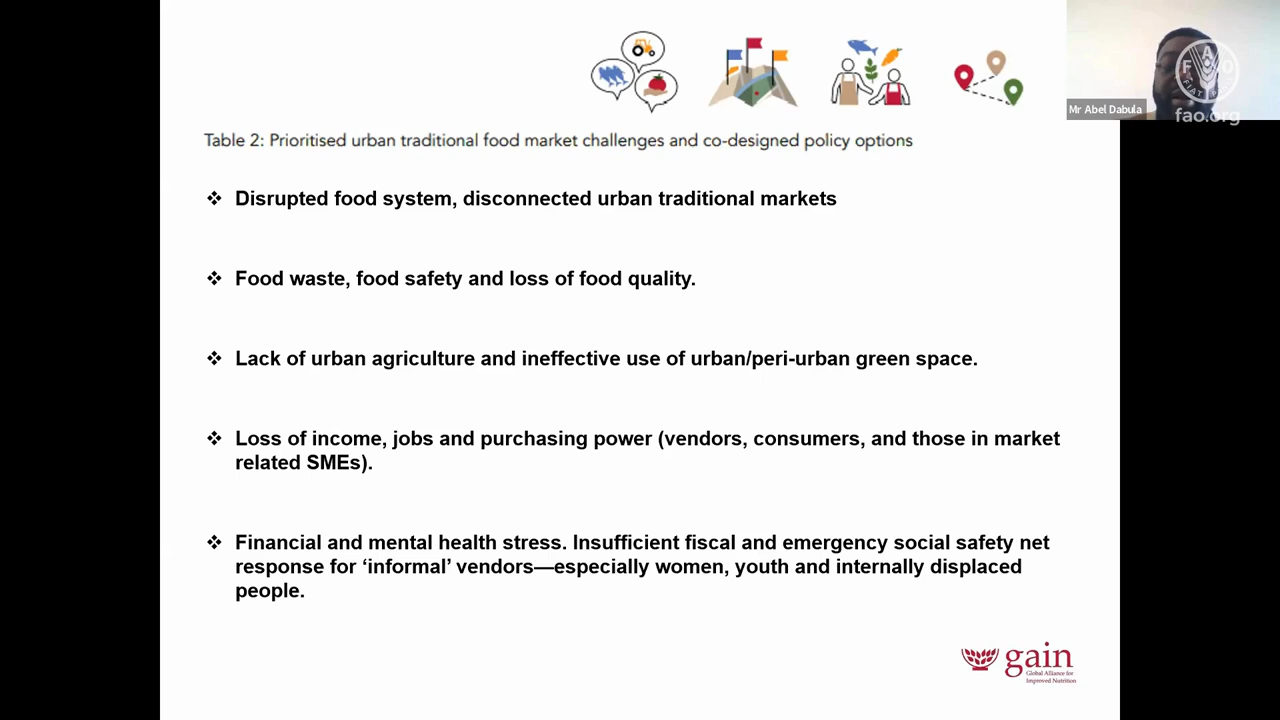 Mr Abel Dabula
FAO
FIAT PANIS
fao.org
Table 2: Prioritised urban traditional food market challenges and co-designed policy options
❖ Disrupted food system, disconnected urban traditional markets
❖ Food waste, food safety and loss of food quality.
❖ Lack of urban agriculture and ineffective use of urban/peri-urban green space.
❖ Loss of income, jobs and purchasing power (vendors, consumers, and those in market
related SMEs).
❖ Financial and mental health stress. Insufficient fiscal and emergency social safety net
response for ‘informal’ vendors—especially women, youth and internally displaced
people.
gain
Global Alliance for
Improved Nutrition